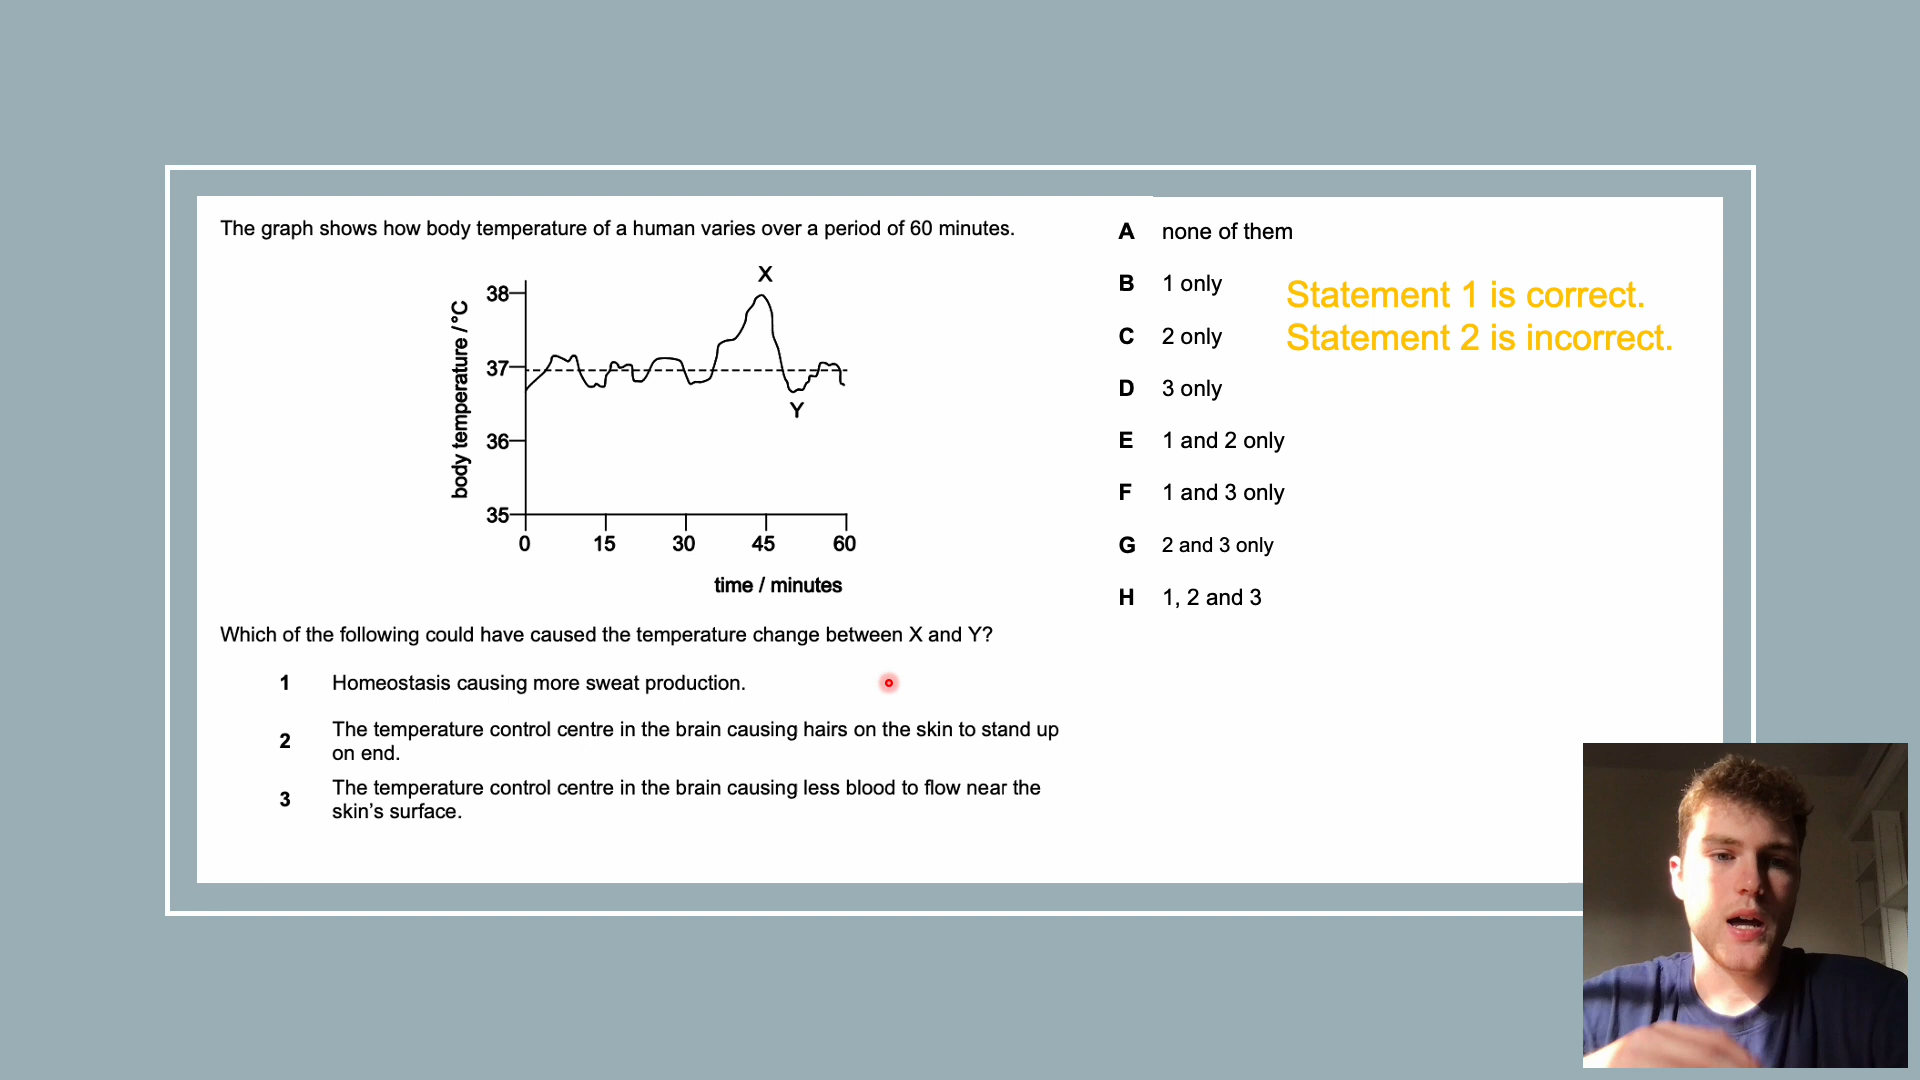 The graph shows how body temperature of a human varies over a period of 60 minutes.
X
38
37
36
35
body temperature / °C
Y
0 15 30 45 60
time / minutes
Which of the following could have caused the temperature change between X and Y?
1 Homeostasis causing more sweat production.
2 The temperature control centre in the brain causing hairs on the skin to stand up
on end.
3 The temperature control centre in the brain causing less blood to flow near the
skin's surface.
A none of them
B 1 only
C 2 only
D 3 only
E 1 and 2 only
F 1 and 3 only
G 2 and 3 only
H 1, 2 and 3
Statement 1 is correct.
Statement 2 is incorrect.